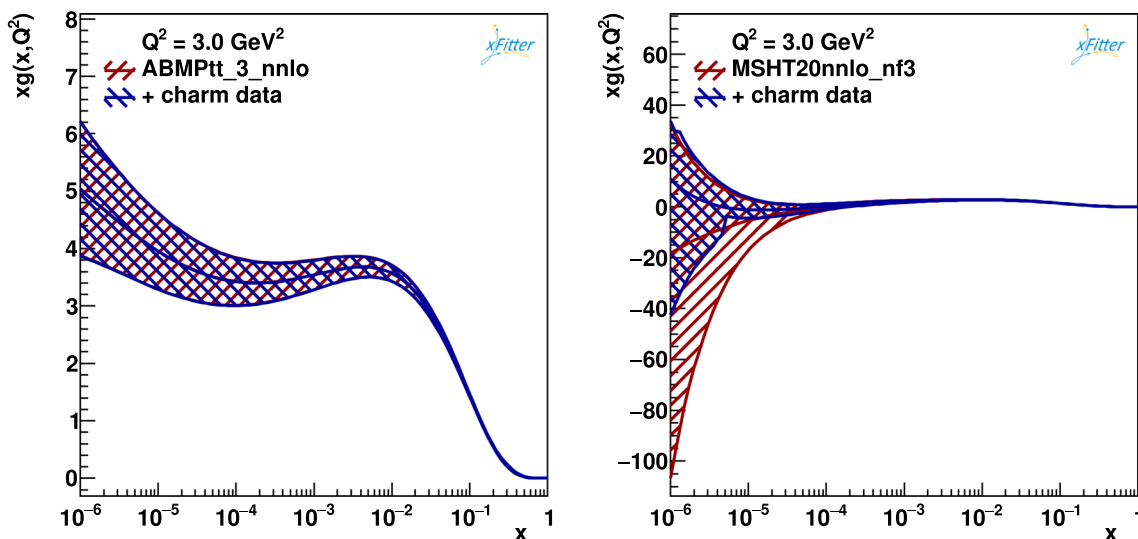 xg(x,Q²)
8
7
6
5
4
3
2
1
0
Q² = 3.0 GeV²
ABMPtt_3_nnlo
+ charm data
xFitter
10⁻⁶ 10⁻⁵ 10⁻⁴ 10⁻³ 10⁻² 10⁻¹ 1
x
xg(x,Q²)
60
40
20
0
−20
−40
−60
−80
−100
Q² = 3.0 GeV²
MSHT20nnlo_nf3
+ charm data
xFitter
10⁻⁶ 10⁻⁵ 10⁻⁴ 10⁻³ 10⁻² 10⁻¹ 1
x